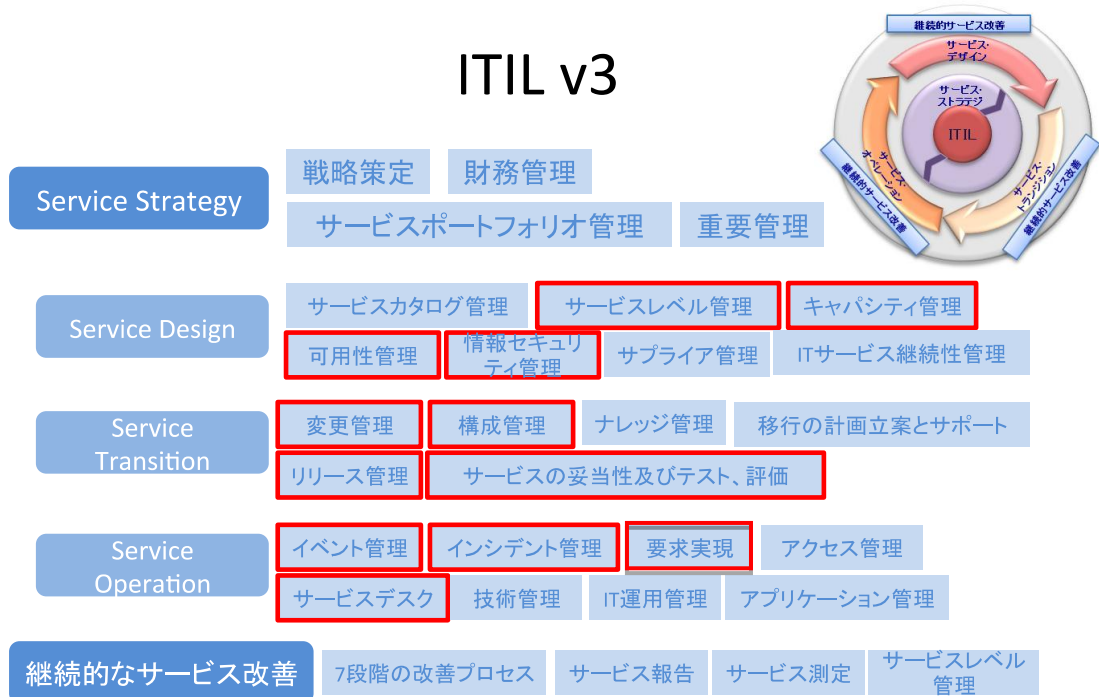 ITIL v3
継続的サービス改善
サービス・
デザイン
サービス・
ストラテジ
ITIL
サービス・
オペレーション
サービス・
トランジション
継続的サービス改善
継続的サービス改善
Service Strategy
戦略策定
財務管理
サービスポートフォリオ管理
重要管理
Service Design
サービスカタログ管理
サービスレベル管理
キャパシティ管理
可用性管理
情報セキュリ
ティ管理
サプライア管理
ITサービス継続性管理
Service
Transition
変更管理
構成管理
ナレッジ管理
移行の計画立案とサポート
リリース管理
サービスの妥当性及びテスト、評価
Service
Operation
イベント管理
インシデント管理
要求実現
アクセス管理
サービスデスク
技術管理
IT運用管理
アプリケーション管理
継続的なサービス改善
7段階の改善プロセス
サービス報告
サービス測定
サービスレベル
管理